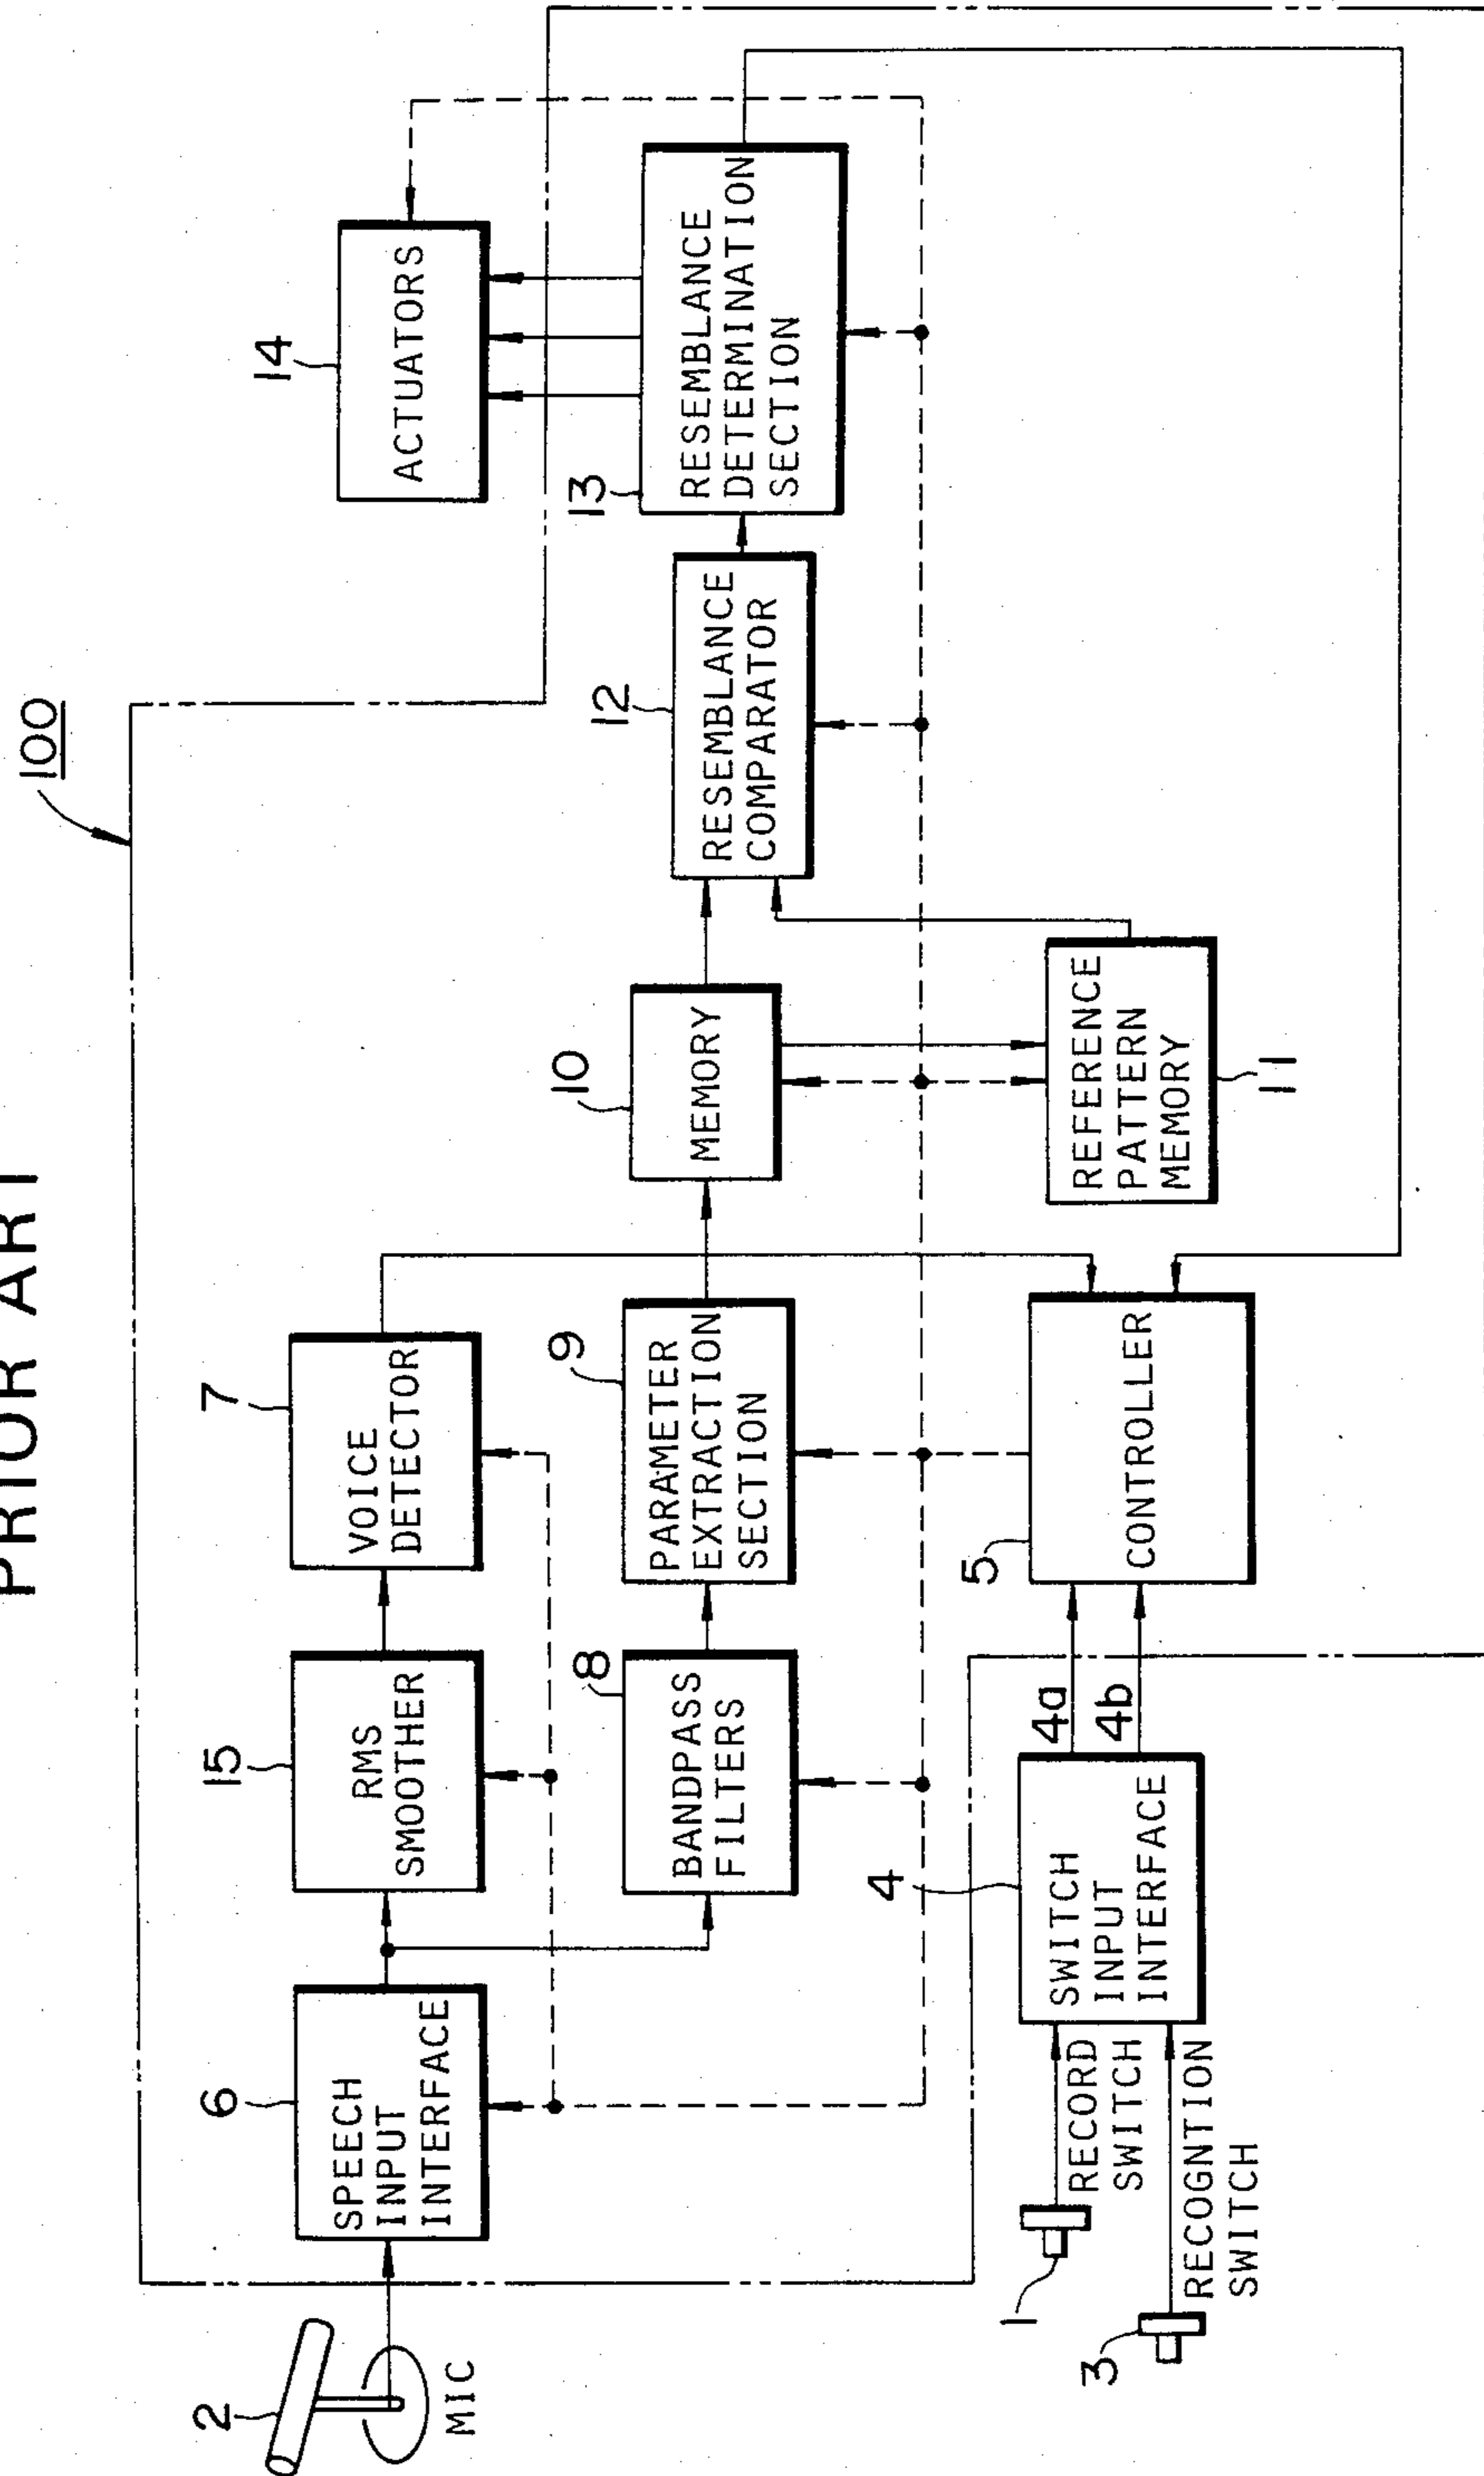 PRIOR ART
100
2
MIC
6
SPEECH
INPUT
INTERFACE
15
RMS
SMOOTHER
7
VOICE
DETECTOR
8
BANDPASS
FILTERS
9
PARAMETER
EXTRACTION
SECTION
10
MEMORY
12
RESEMBLANCE
COMPARATOR
13
RESEMBLANCE
DETERMINATION
SECTION
14
ACTUATORS
1
RECORD
SWITCH
3
RECOGNTION
SWITCH
4
SWITCH
INPUT
INTERFACE
4a
4b
5
CONTROLLER
REFERENCE
PATTERN
MEMORY
11